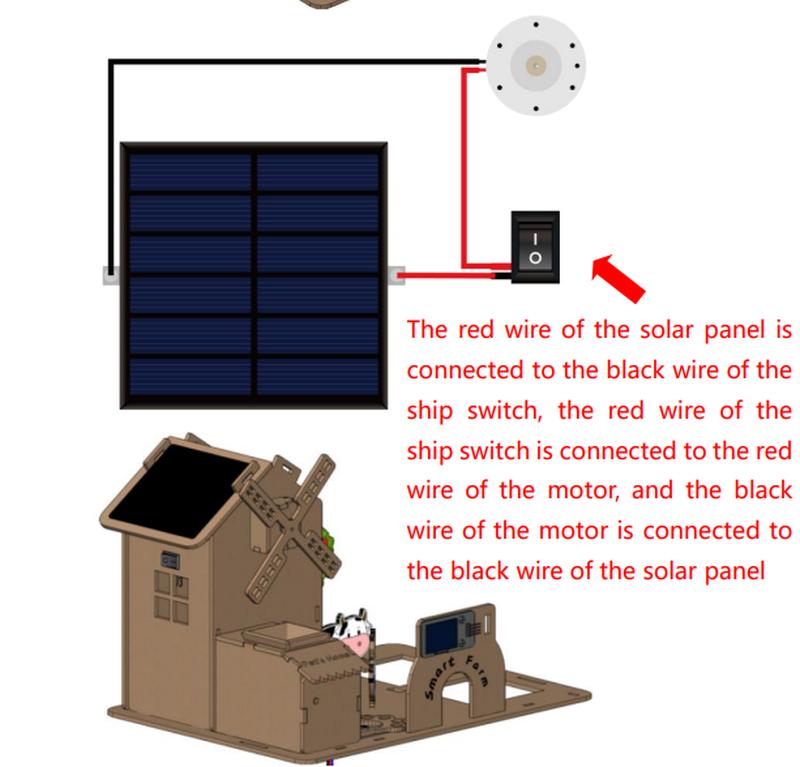 I
O
The red wire of the solar panel is
connected to the black wire of the
ship switch, the red wire of the
ship switch is connected to the red
wire of the motor, and the black
wire of the motor is connected to
the black wire of the solar panel
Smart Farm